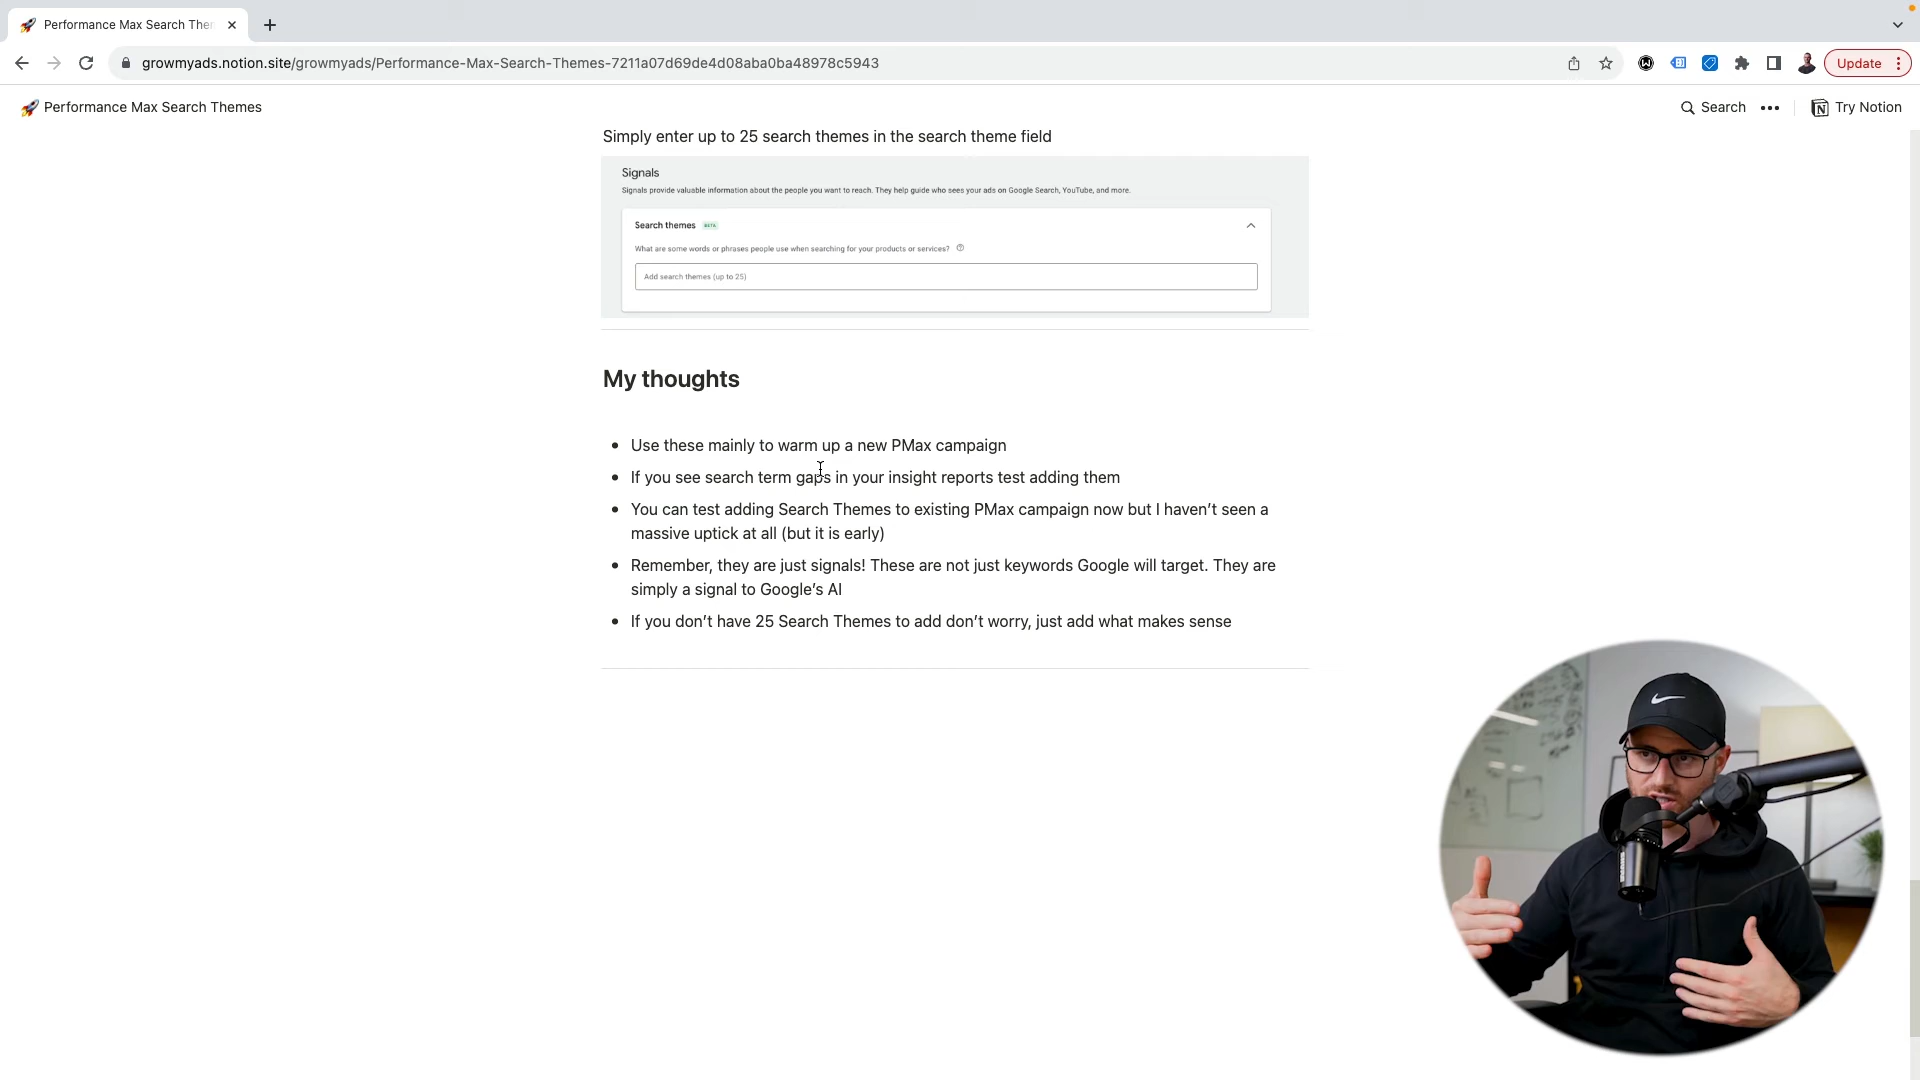 Performance Max Search Ther
growmyads.notion.site/growmyads/Performance-Max-Search-Themes-7211a07d69de4d08aba0ba48978c5943
Update
Performance Max Search Themes
Search
Try Notion
Simply enter up to 25 search themes in the search theme field
Signals
Signals provide valuable information about the people you want to reach. They help guide who sees your ads on Google Search, YouTube, and more.
Search themes BETA
What are some words or phrases people use when searching for your products or services?
Add search themes (up to 25)
My thoughts
• Use these mainly to warm up a new PMax campaign
• If you see search term gaps in your insight reports test adding them
• You can test adding Search Themes to existing PMax campaign now but I haven’t seen a
massive uptick at all (but it is early)
• Remember, they are just signals! These are not just keywords Google will target. They are
simply a signal to Google’s AI
• If you don’t have 25 Search Themes to add don’t worry, just add what makes sense